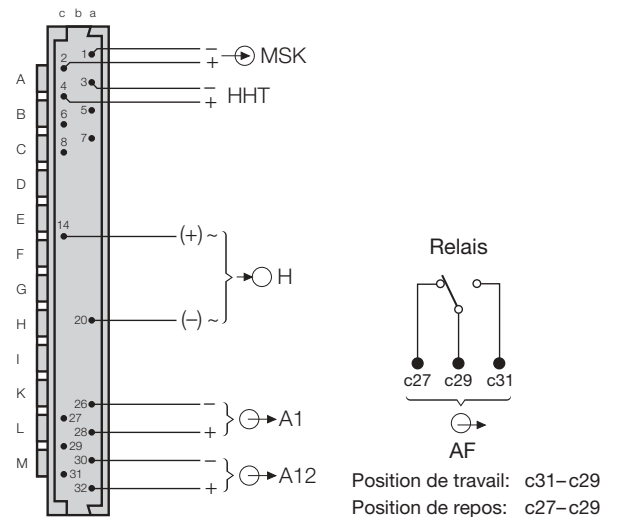 c b a
1 − MSK
2 +
A
3 − HHT
4 +
B
5
6
7
C
8
D
E
14 (+) ~
F
G
H
H
20 (−) ~
I
K
26 − A1
27
L
28 +
29
M
30 − A12
31
32 +
Relais
c27 c29 c31
AF
Position de travail: c31–c29
Position de repos: c27–c29